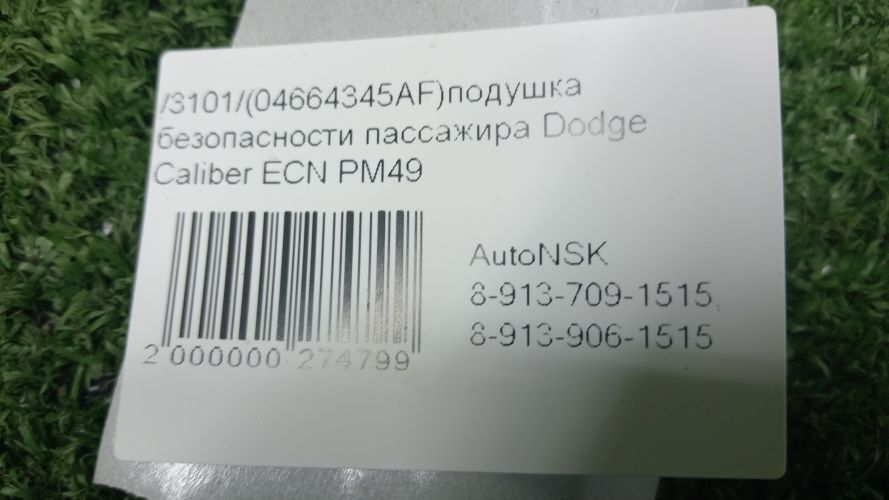 /3101/(04664345AF)подушка
безопасности пассажира Dodge
Caliber ECN PM49
AutoNSK
8-913-709-1515,
8-913-906-1515
2 000000 274799